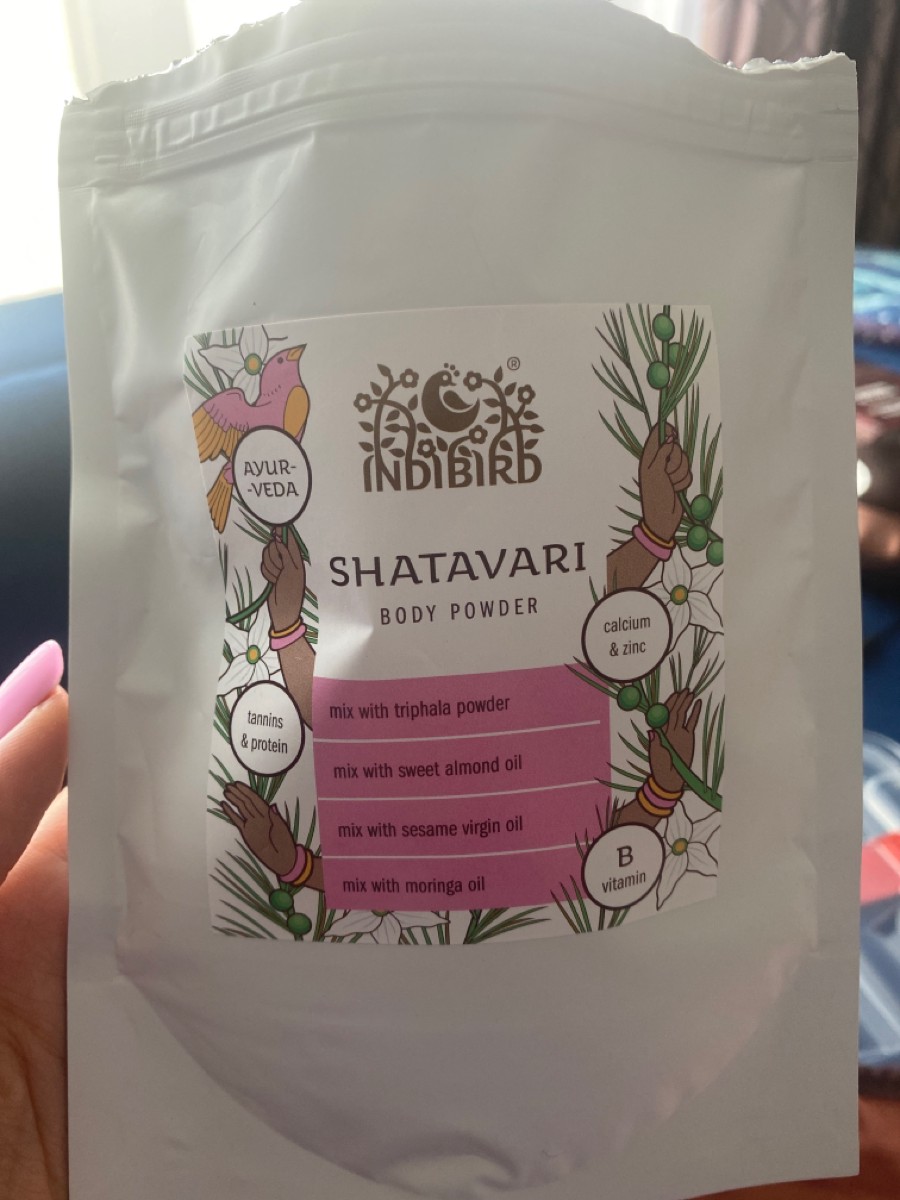 ®
INDIBIRD
AYUR-
-VEDA
SHATAVARI
BODY POWDER
calcium
& zinc
mix with triphala powder
tannins
& protein
mix with sweet almond oil
mix with sesame virgin oil
B
vitamin
mix with moringa oil